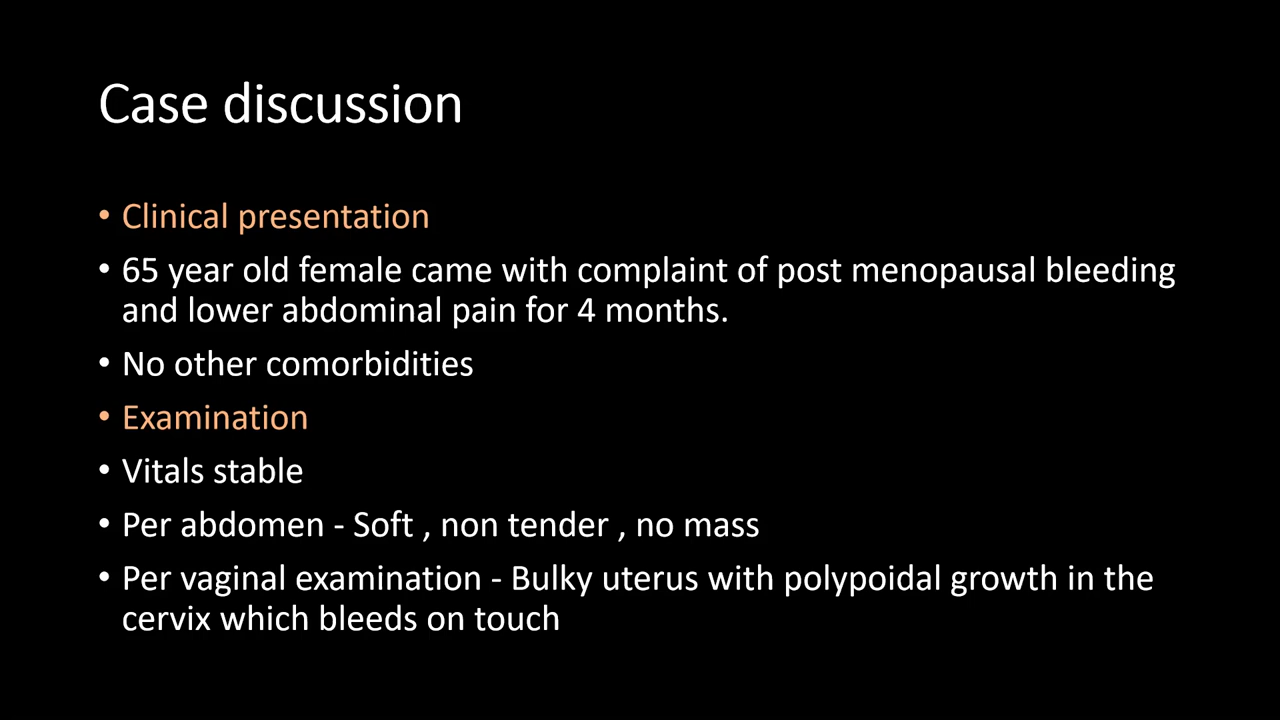 Case discussion
• Clinical presentation
• 65 year old female came with complaint of post menopausal bleeding
and lower abdominal pain for 4 months.
• No other comorbidities
• Examination
• Vitals stable
• Per abdomen - Soft , non tender , no mass
• Per vaginal examination - Bulky uterus with polypoidal growth in the
cervix which bleeds on touch